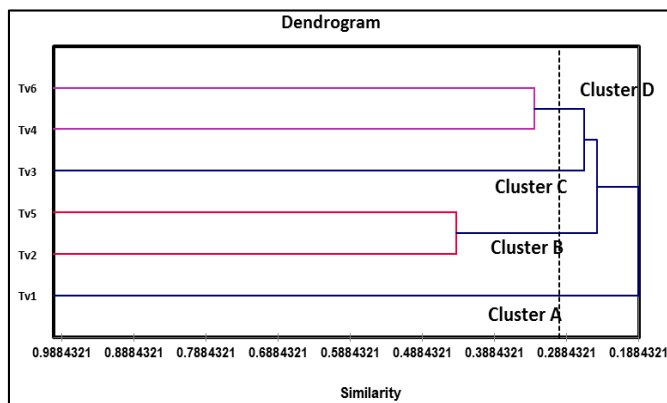 Dendrogram
Tv6
Cluster D
Tv4
Tv3
Cluster C
Tv5
Cluster B
Tv2
Tv1
Cluster A
0.9884321 0.8884321 0.7884321 0.6884321 0.5884321 0.4884321 0.3884321 0.2884321 0.1884321
Similarity